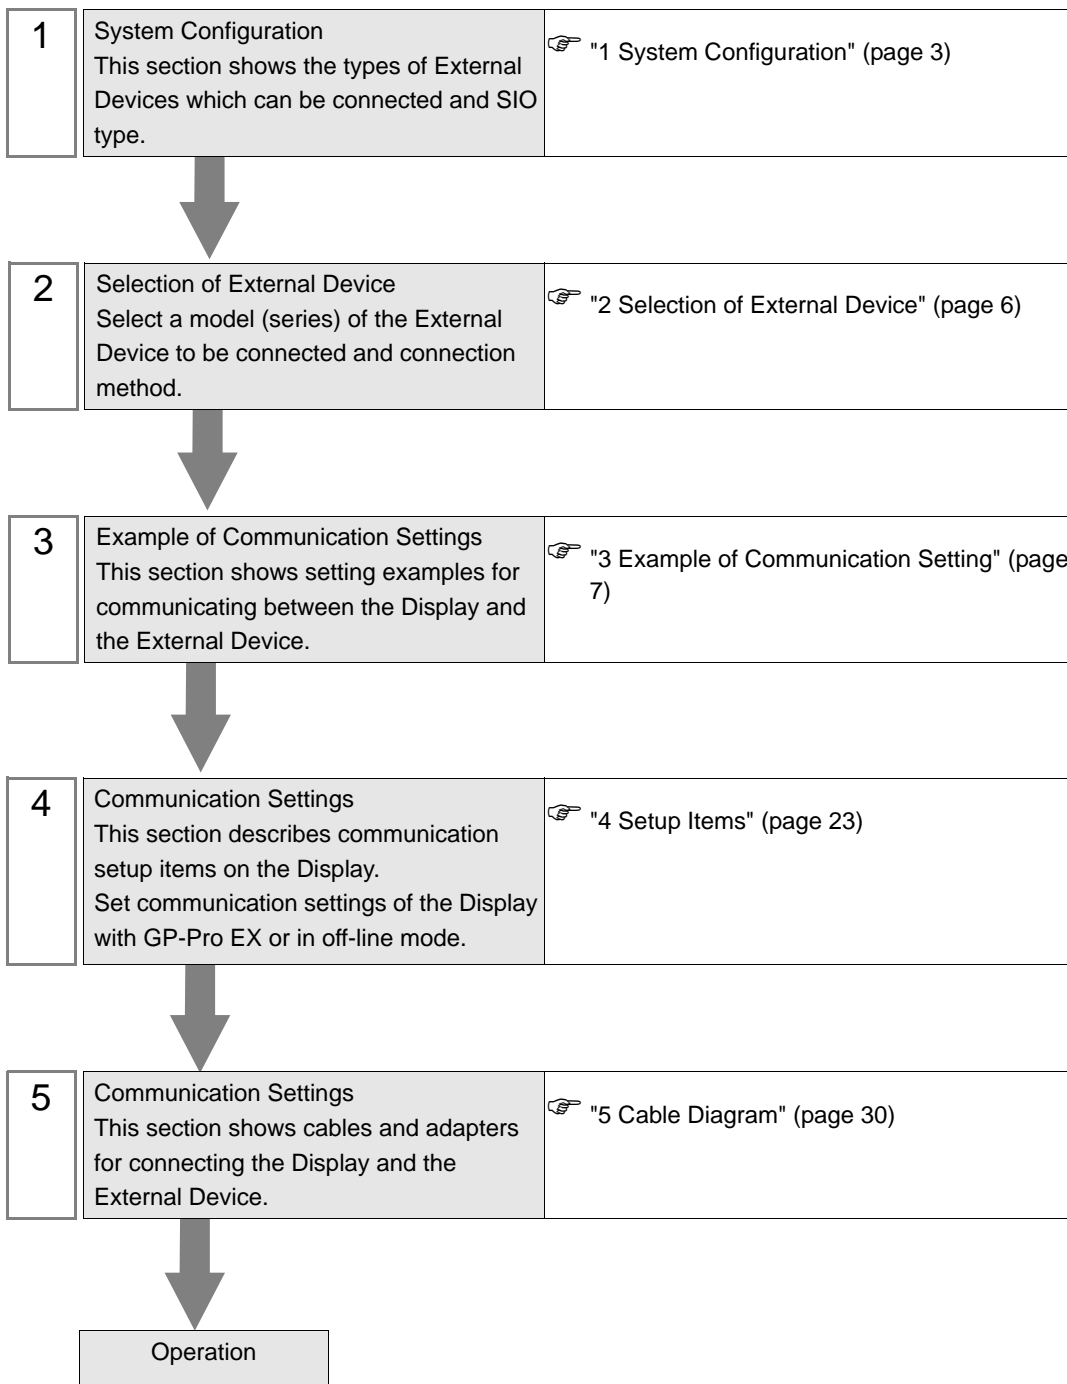 1
System Configuration
This section shows the types of External
Devices which can be connected and SIO
type.
"1 System Configuration" (page 3)
2
Selection of External Device
Select a model (series) of the External
Device to be connected and connection
method.
"2 Selection of External Device" (page 6)
3
Example of Communication Settings
This section shows setting examples for
communicating between the Display and
the External Device.
"3 Example of Communication Setting" (page
7)
4
Communication Settings
This section describes communication
setup items on the Display.
Set communication settings of the Display
with GP-Pro EX or in off-line mode.
"4 Setup Items" (page 23)
5
Communication Settings
This section shows cables and adapters
for connecting the Display and the
External Device.
"5 Cable Diagram" (page 30)
Operation